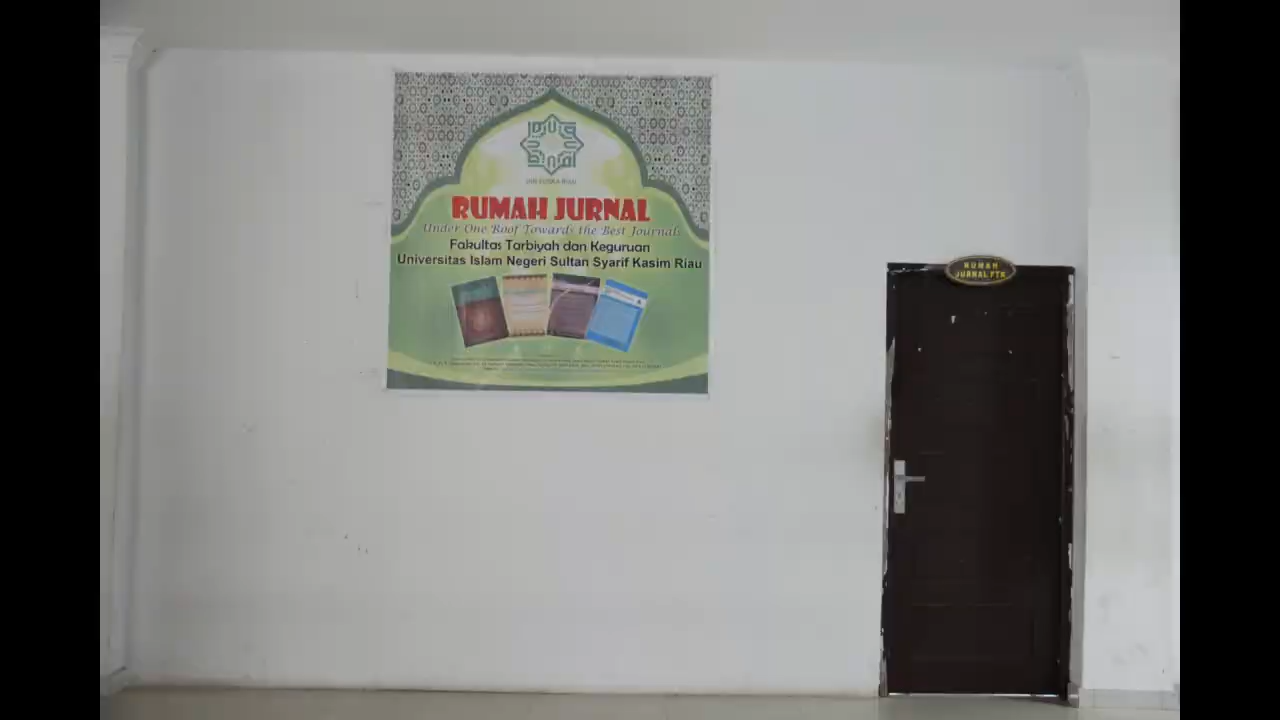 UIN SUSKA RIAU
RUMAH JURNAL
Under One Roof Towards the Best Journals
Fakultas Tarbiyah dan Keguruan
Universitas Islam Negeri Sultan Syarif Kasim Riau
RUMAH
JURNAL FTK